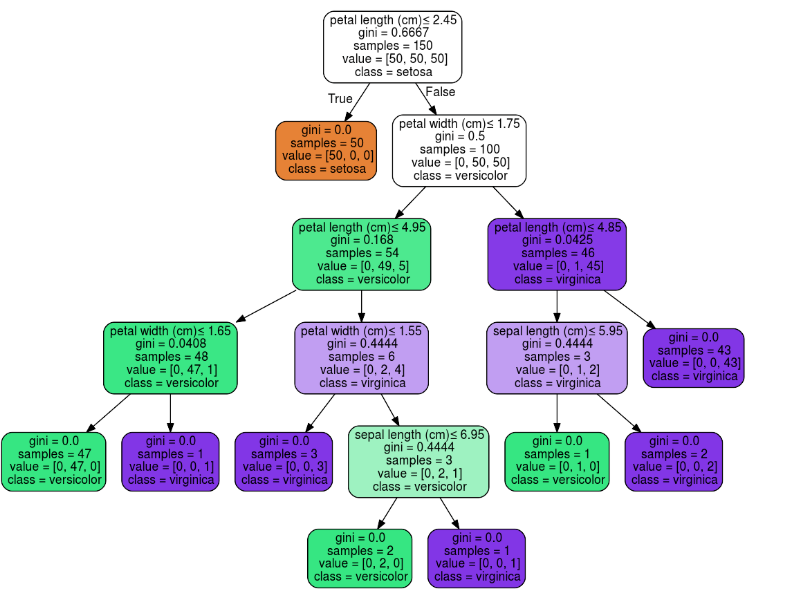 petal length (cm)≤ 2.45
gini = 0.6667
samples = 150
value = [50, 50, 50]
class = setosa
True
False
gini = 0.0
samples = 50
value = [50, 0, 0]
class = setosa
petal width (cm)≤ 1.75
gini = 0.5
samples = 100
value = [0, 50, 50]
class = versicolor
petal length (cm)≤ 4.95
gini = 0.168
samples = 54
value = [0, 49, 5]
class = versicolor
petal length (cm)≤ 4.85
gini = 0.0425
samples = 46
value = [0, 1, 45]
class = virginica
petal width (cm)≤ 1.65
gini = 0.0408
samples = 48
value = [0, 47, 1]
class = versicolor
petal width (cm)≤ 1.55
gini = 0.4444
samples = 6
value = [0, 2, 4]
class = virginica
sepal length (cm)≤ 5.95
gini = 0.4444
samples = 3
value = [0, 1, 2]
class = virginica
gini = 0.0
samples = 43
value = [0, 0, 43]
class = virginica
gini = 0.0
samples = 47
value = [0, 47, 0]
class = versicolor
gini = 0.0
samples = 1
value = [0, 0, 1]
class = virginica
gini = 0.0
samples = 3
value = [0, 0, 3]
class = virginica
sepal length (cm)≤ 6.95
gini = 0.4444
samples = 3
value = [0, 2, 1]
class = versicolor
gini = 0.0
samples = 1
value = [0, 1, 0]
class = versicolor
gini = 0.0
samples = 2
value = [0, 0, 2]
class = virginica
gini = 0.0
samples = 2
value = [0, 2, 0]
class = versicolor
gini = 0.0
samples = 1
value = [0, 0, 1]
class = virginica